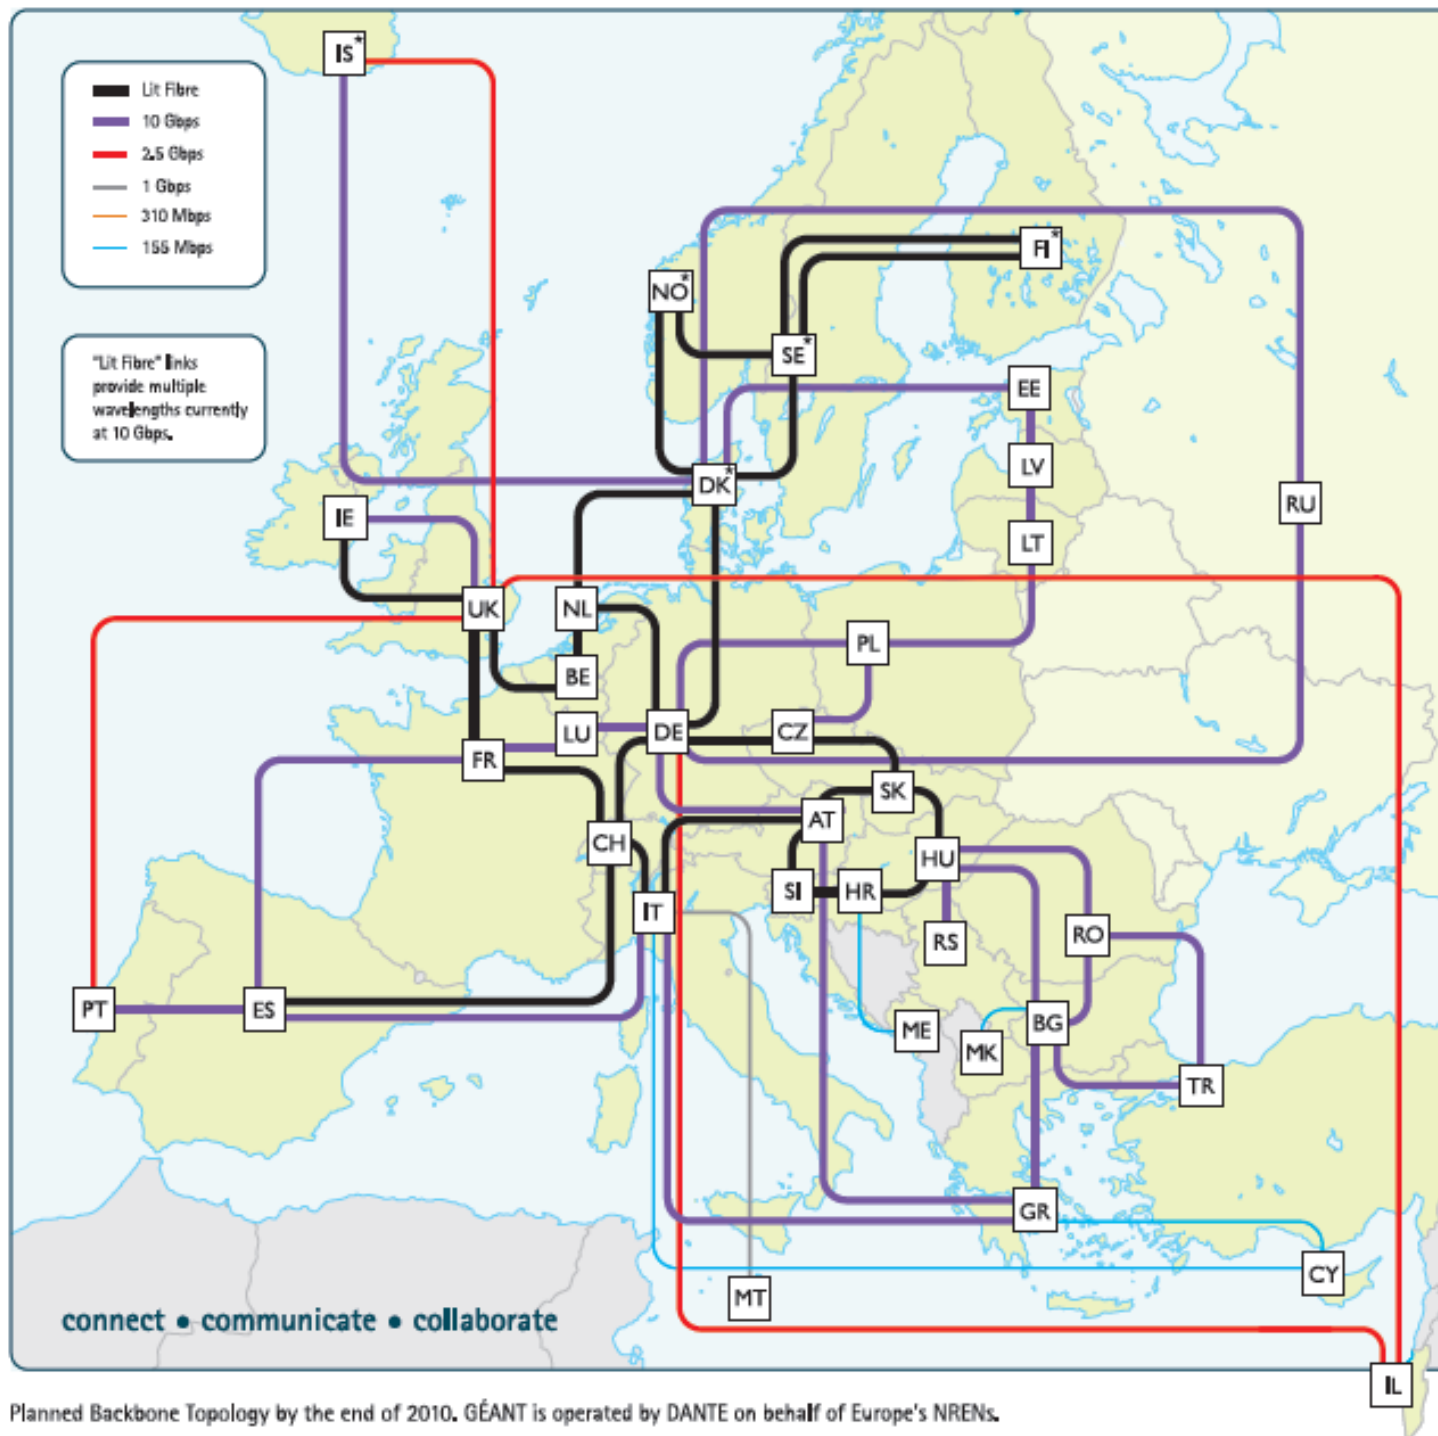 IS*
Lit Fibre
10 Gbps
2.5 Gbps
1 Gbps
310 Mbps
155 Mbps
"Lit Fibre" links
provide multiple
wavelengths currently
at 10 Gbps.
FI*
NO*
SE*
EE
LV
DK*
RU
IE
LT
UK
NL
PL
BE
LU
DE
CZ
FR
SK
AT
CH
HU
SI
HR
IT
RO
RS
PT
ES
BG
ME
MK
TR
GR
CY
MT
connect • communicate • collaborate
IL
Planned Backbone Topology by the end of 2010. GÉANT is operated by DANTE on behalf of Europe's NRENs.